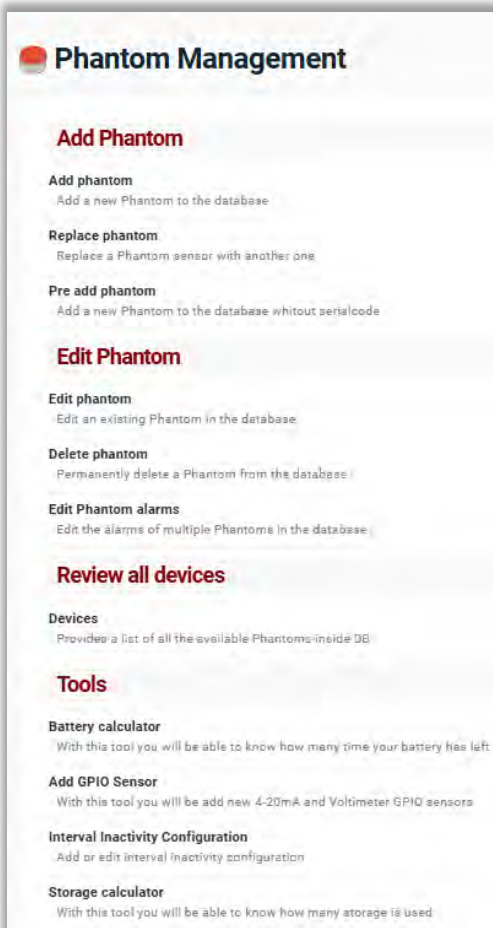 Phantom Management
Add Phantom
Add phantom
Add a new Phantom to the database
Replace phantom
Replace a Phantom sensor with another one
Pre add phantom
Add a new Phantom to the database whitout serialcode
Edit Phantom
Edit phantom
Edit an existing Phantom in the database
Delete phantom
Permanently delete a Phantom from the database
Edit Phantom alarms
Edit the alarms of multiple Phantoms in the database
Review all devices
Devices
Provides a list of all the available Phantoms inside DB
Tools
Battery calculator
With this tool you will be able to know how many time your battery has left
Add GPIO Sensor
With this tool you will be add new 4-20mA and Voltimeter GPIO sensors
Interval Inactivity Configuration
Add or edit interval inactivity configuration
Storage calculator
With this tool you will be able to know how many storage is used